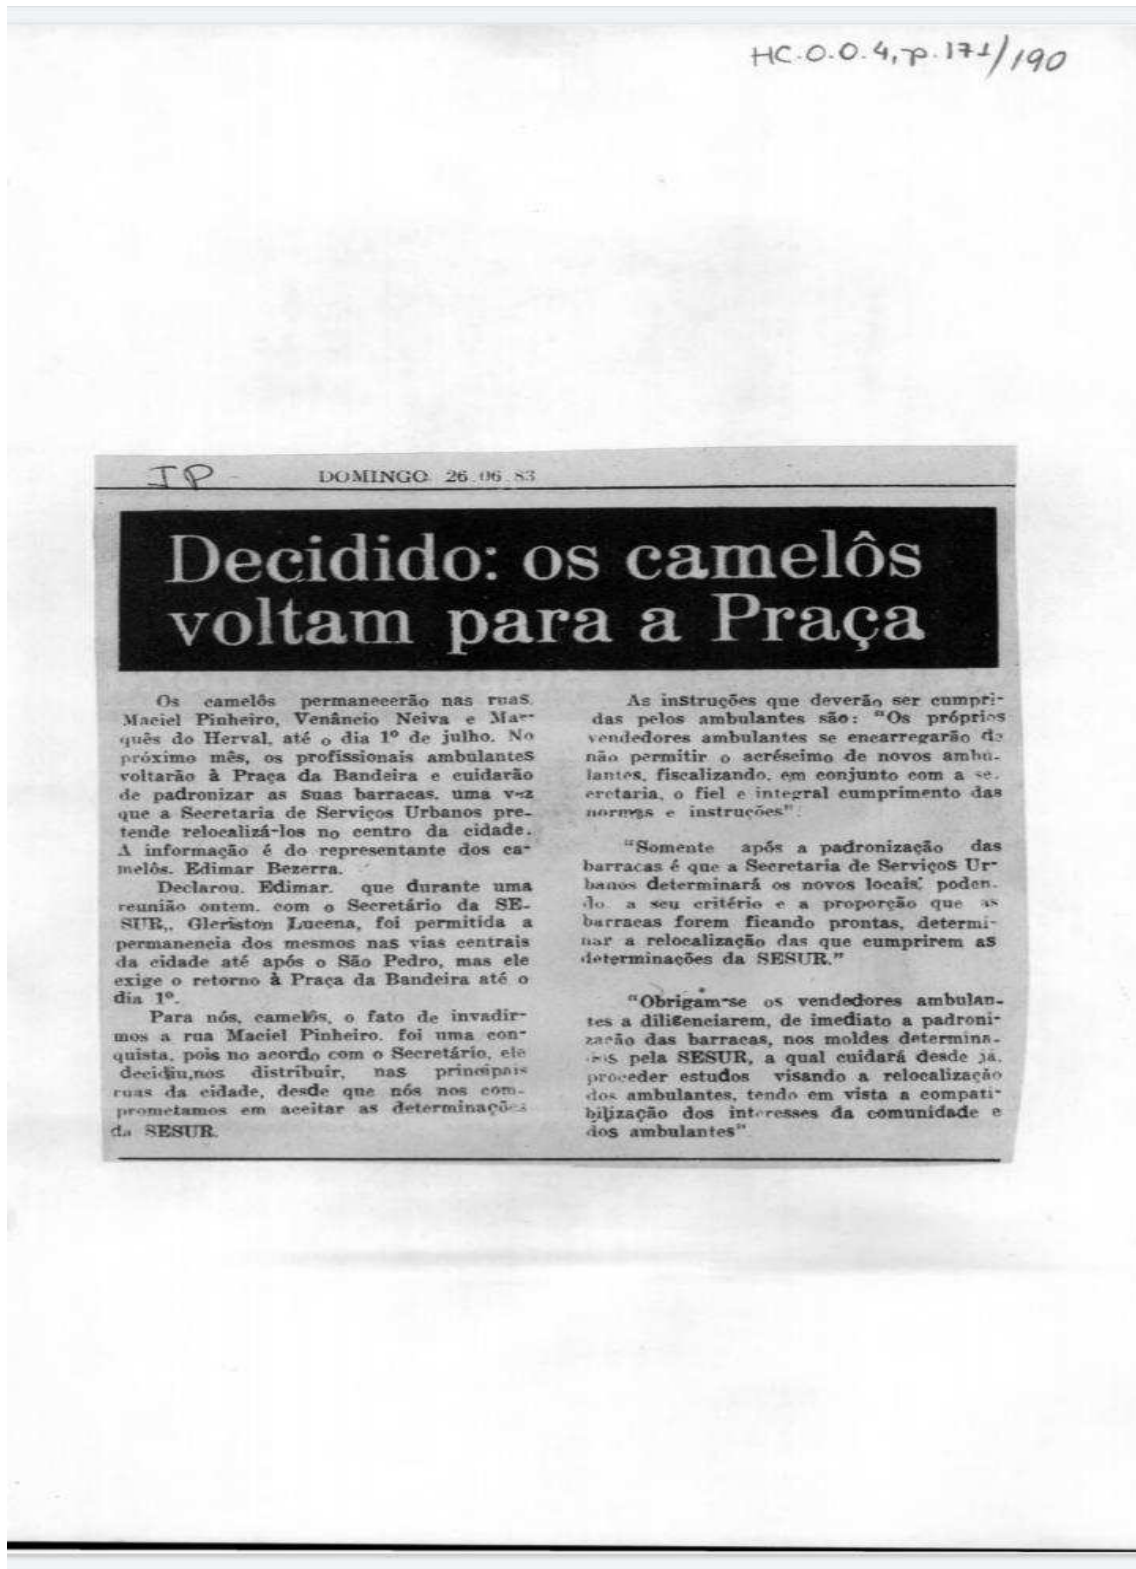 HC.O.O.4, p. 171/190
JP
DOMINGO 26.06.83
Decidido: os camelôs
voltam para a Praça
Os camelôs permanecerão nas ruas.
Maciel Pinheiro, Venâncio Neiva e Mar-
quês do Herval, até o dia 1º de julho. No
próximo mês, os profissionais ambulantes
voltarão à Praça da Bandeira e cuidarão
de padronizar as suas barracas, uma vez
que a Secretaria de Serviços Urbanos pre-
tende relocalizá-los no centro da cidade.
A informação é do representante dos ca-
melôs. Edimar Bezerra.
Declarou. Edimar. que durante uma
reunião ontem. com o Secretário da SE-
SUR,. Gleriston Lucena, foi permitida a
permanencia dos mesmos nas vias centrais
da cidade até após o São Pedro, mas ele
exige o retorno à Praça da Bandeira até o
dia 1º.
Para nós, camelôs, o fato de invadir-
mos a rua Maciel Pinheiro. foi uma con-
quista. pois no acordo com o Secretário, ele
decidiu,nos distribuir, nas principais
ruas da cidade, desde que nós nos com-
prometamos em aceitar as determinações
da SESUR.
As instruções que deverão ser cumpri-
das pelos ambulantes são: "Os próprios
vendedores ambulantes se encarregarão de
não permitir o acréscimo de novos ambu-
lantes, fiscalizando. em conjunto com a se-
cretaria, o fiel e integral cumprimento das
normas e instruções".
"Somente após a padronização das
barracas é que a Secretaria de Serviços Ur-
banos determinará os novos locais, poden-
do a seu critério e a proporção que as
barracas forem ficando prontas, determi-
nar a relocalização das que cumprirem as
determinações da SESUR."
"Obrigam-se os vendedores ambulan-
tes a diligenciarem, de imediato a padroni-
zação das barracas, nos moldes determina-
dos pela SESUR, a qual cuidará desde já.
proceder estudos visando a relocalização
dos ambulantes, tendo em vista a compati-
bilização dos interesses da comunidade e
dos ambulantes".